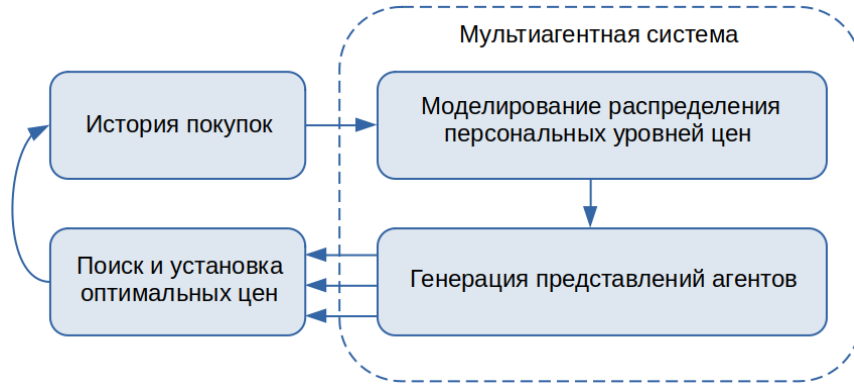 Мультиагентная система
История покупок
Моделирование распределения
персональных уровней цен
Поиск и установка
оптимальных цен
Генерация представлений агентов